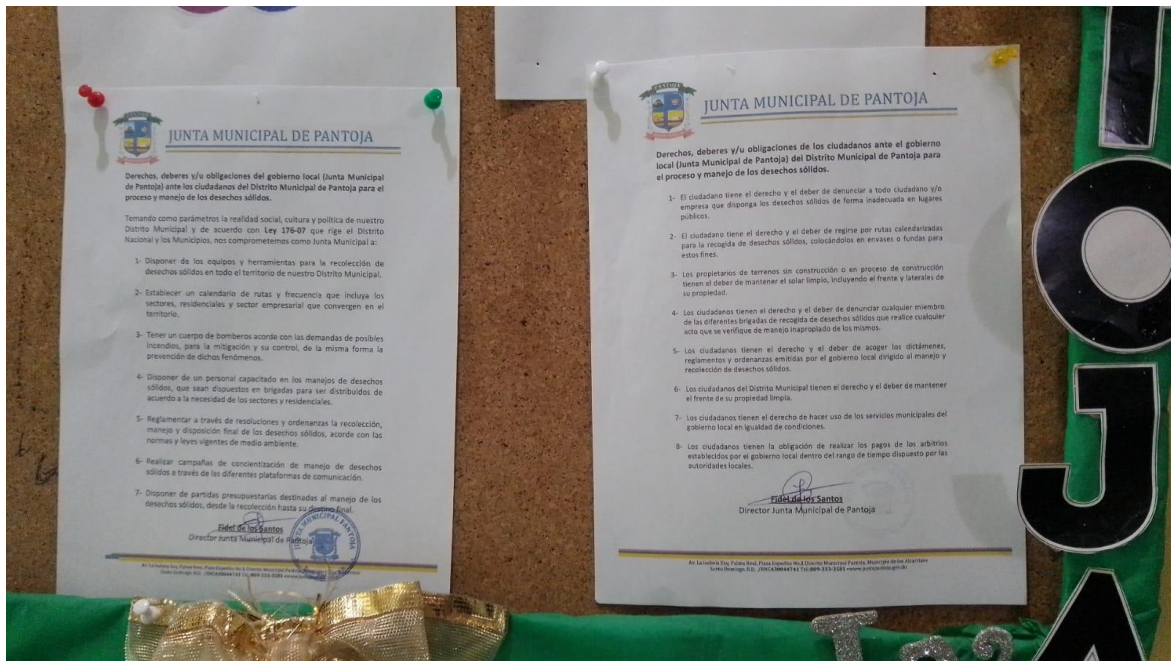 PANTOJA
JUNTA MUNICIPAL DE PANTOJA
Derechos, deberes y/u obligaciones del gobierno local (Junta Municipal
de Pantoja) ante los ciudadanos del Distrito Municipal de Pantoja para el
proceso y manejo de los desechos sólidos.
Tomando como parámetros la realidad social, cultura y política de nuestro
Distrito Municipal y de acuerdo con Ley 176-07 que rige el Distrito
Nacional y los Municipios, nos comprometemos como Junta Municipal a:
1- Disponer de los equipos y herramientas para la recolección de
desechos sólidos en todo el territorio de nuestro Distrito Municipal.
2- Establecer un calendario de rutas y frecuencia que incluya los
sectores, residenciales y sector empresarial que convergen en el
territorio.
3- Tener un cuerpo de bomberos acorde con las demandas de posibles
incendios, para la mitigación y su control, de la misma forma la
prevención de dichos fenómenos.
4- Disponer de un personal capacitado en los manejos de desechos
sólidos, que sean dispuestos en brigadas para ser distribuidos de
acuerdo a la necesidad de los sectores y residenciales.
5- Reglamentar a través de resoluciones y ordenanzas la recolección,
manejo y disposición final de los desechos sólidos, acorde con las
normas y leyes vigentes de medio ambiente.
6- Realizar campañas de concientización de manejo de desechos
sólidos a través de las diferentes plataformas de comunicación.
7- Disponer de partidas presupuestarias destinadas al manejo de los
desechos sólidos, desde la recolección hasta su destino final.
Fidel de los Santos
Director Junta Municipal de Pantoja
JUNTA MUNICIPAL PANTOJA
PANTOJA
JUNTA MUNICIPAL DE PANTOJA
Derechos, deberes y/u obligaciones de los ciudadanos ante el gobierno
local (Junta Municipal de Pantoja) del Distrito Municipal de Pantoja para
el proceso y manejo de los desechos sólidos.
1- El ciudadano tiene el derecho y el deber de denunciar a todo ciudadano y/o
empresa que disponga los desechos sólidos de forma inadecuada en lugares
públicos.
2- El ciudadano tiene el derecho y el deber de regirse por rutas calendarizadas
para la recogida de desechos sólidos, colocándolos en envases o fundas para
estos fines.
3- Los propietarios de terrenos sin construcción o en proceso de construcción
tienen el deber de mantener el solar limpio, incluyendo el frente y laterales de
su propiedad.
4- Los ciudadanos tienen el derecho y el deber de denunciar cualquier miembro
de las diferentes brigadas de recogida de desechos sólidos que realice cualquier
acto que se verifique de manejo inapropiado de los mismos.
5- Los ciudadanos tienen el derecho y el deber de acoger los dictámenes,
reglamentos y ordenanzas emitidas por el gobierno local dirigido al manejo y
recolección de desechos sólidos.
6- Los ciudadanos del Distrito Municipal tienen el derecho y el deber de mantener
el frente de su propiedad limpia.
7- Los ciudadanos tienen el derecho de hacer uso de los servicios municipales del
gobierno local en igualdad de condiciones.
8- Los ciudadanos tienen la obligación de realizar los pagos de los arbitrios
establecidos por el gobierno local dentro del rango de tiempo dispuesto por las
autoridades locales.
Fidel de los Santos
Director Junta Municipal de Pantoja
OJA